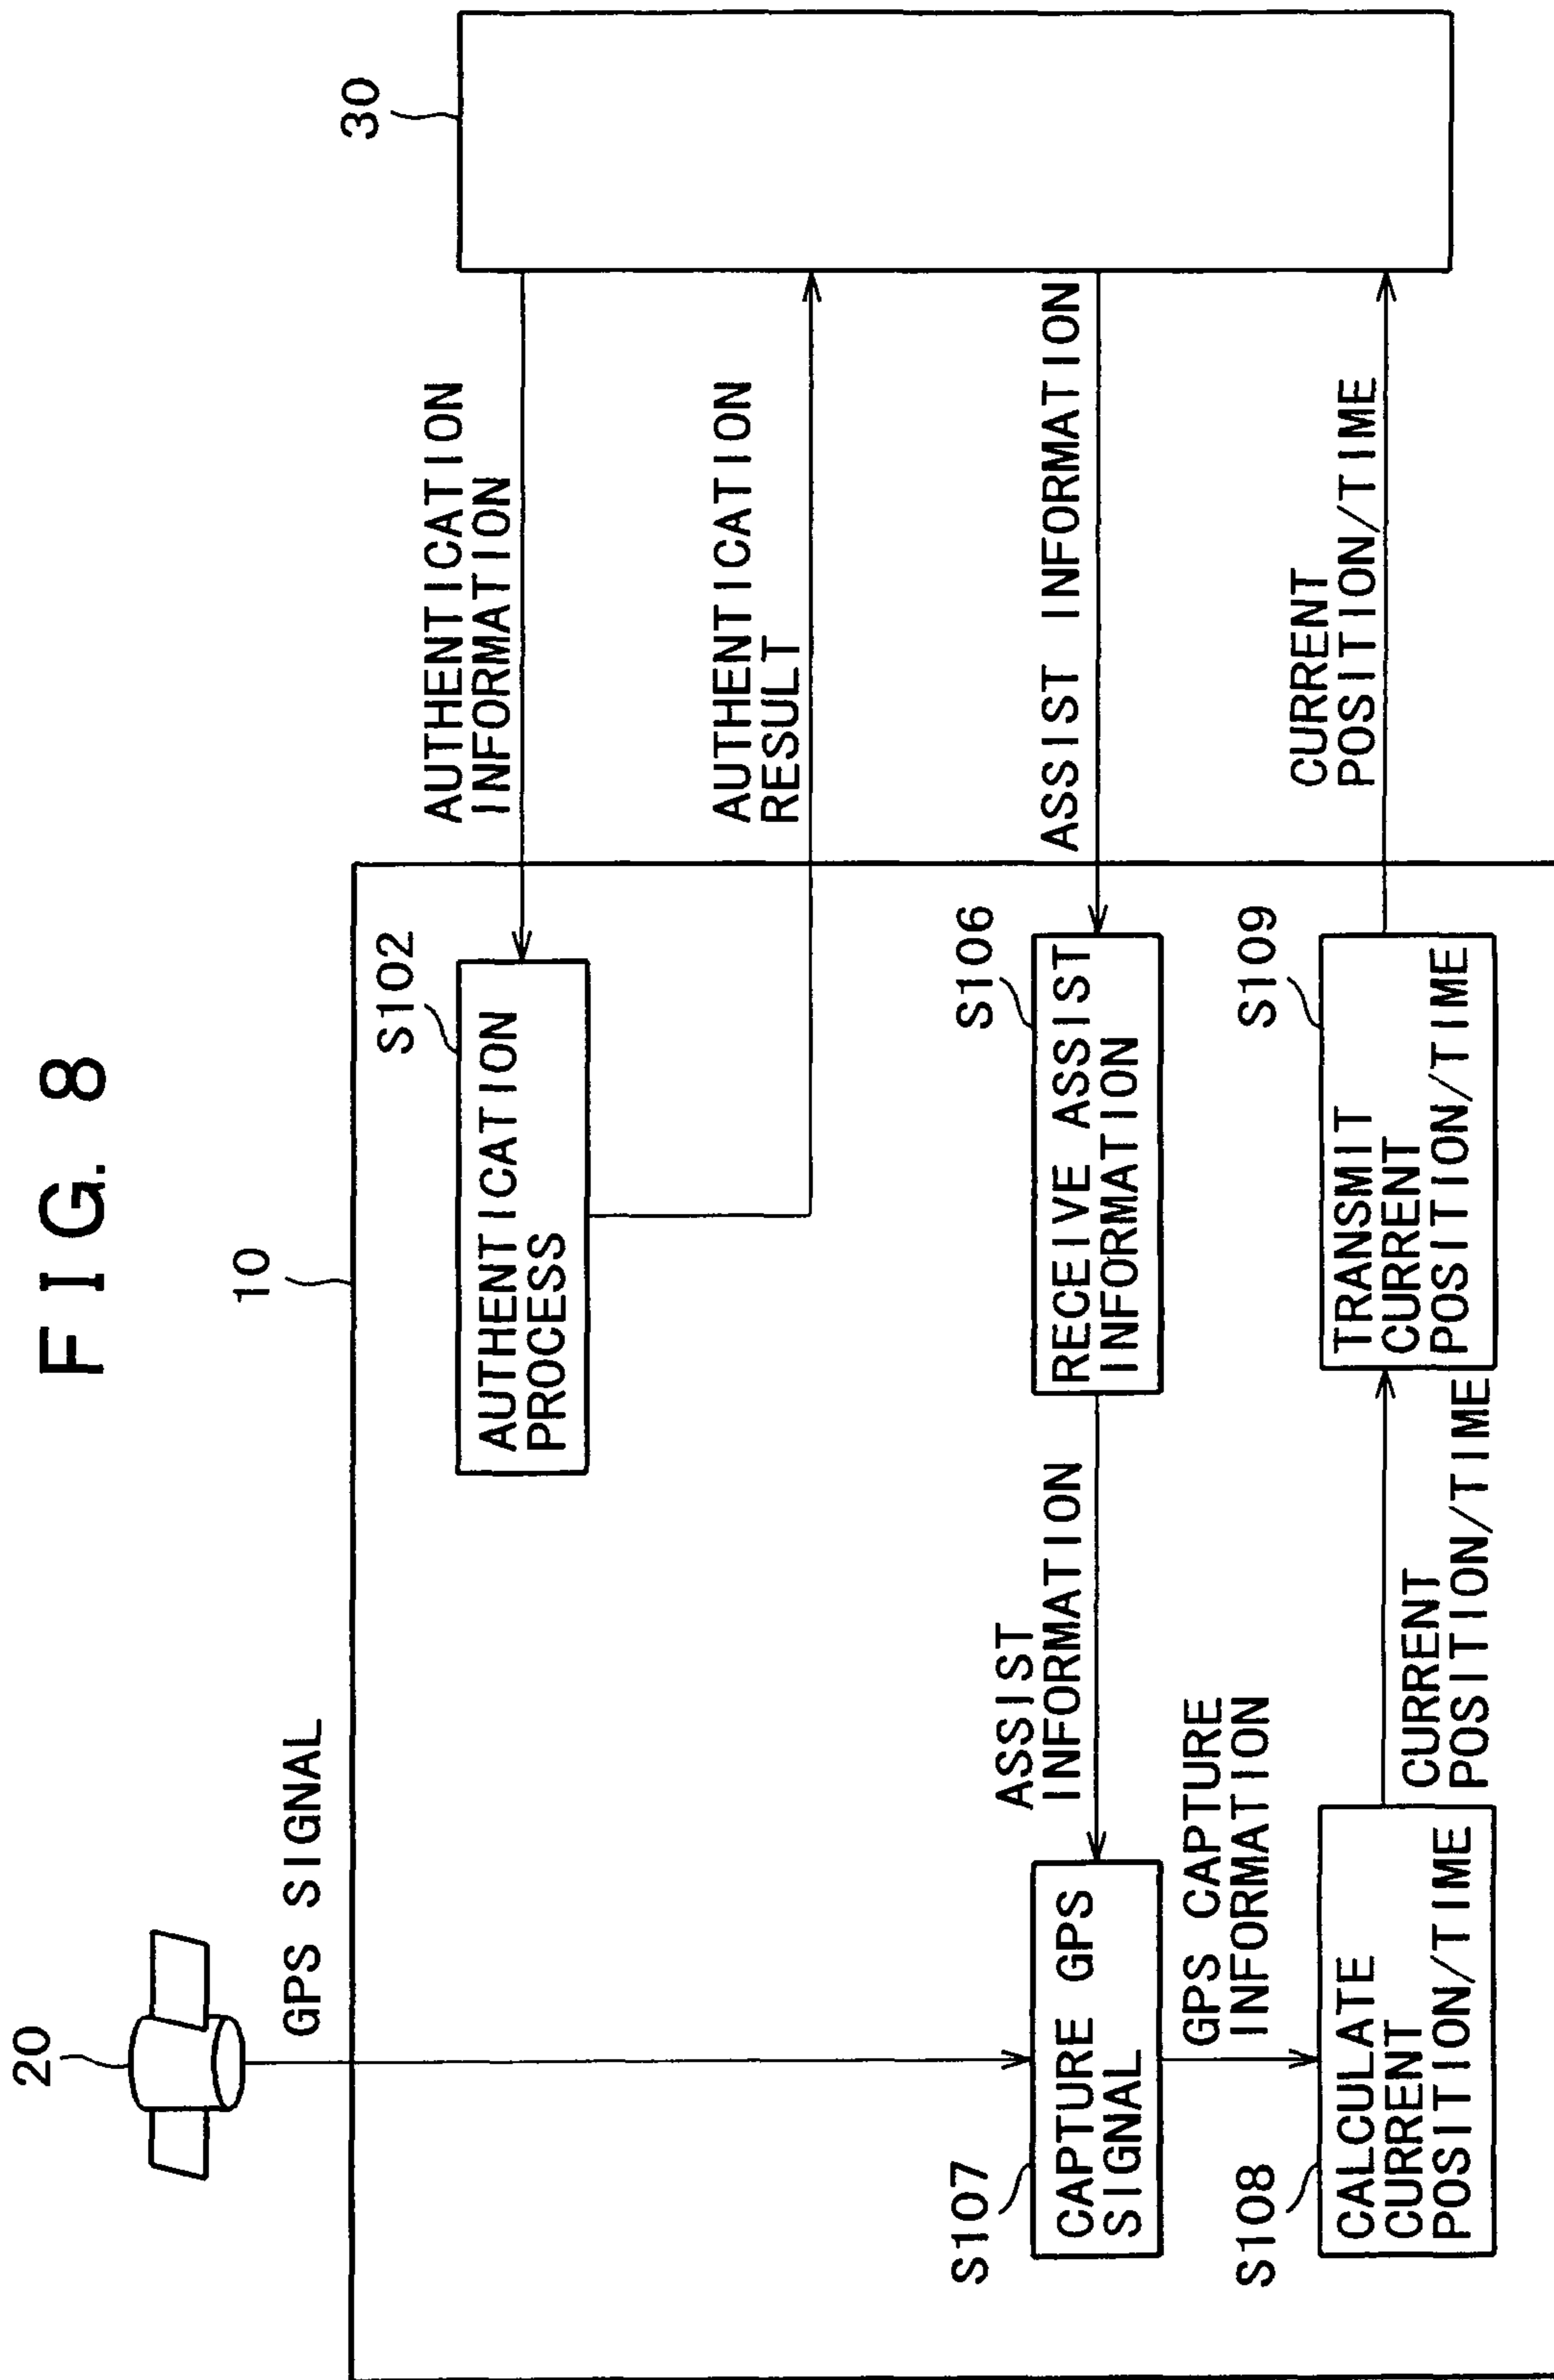 FIG. 8
20
GPS SIGNAL
10
30
S102
AUTHENTICATION
PROCESS
AUTHENTICATION
INFORMATION
AUTHENTICATION
RESULT
S107
CAPTURE GPS
SIGNAL
ASSIST
INFORMATION
S106
RECEIVE ASSIST
INFORMATION
ASSIST INFORMATION
GPS CAPTURE
INFORMATION
S108
CALCULATE
CURRENT
POSITION/TIME
CURRENT
POSITION/TIME
S109
TRANSMIT
CURRENT
POSITION/TIME
CURRENT
POSITION/TIME